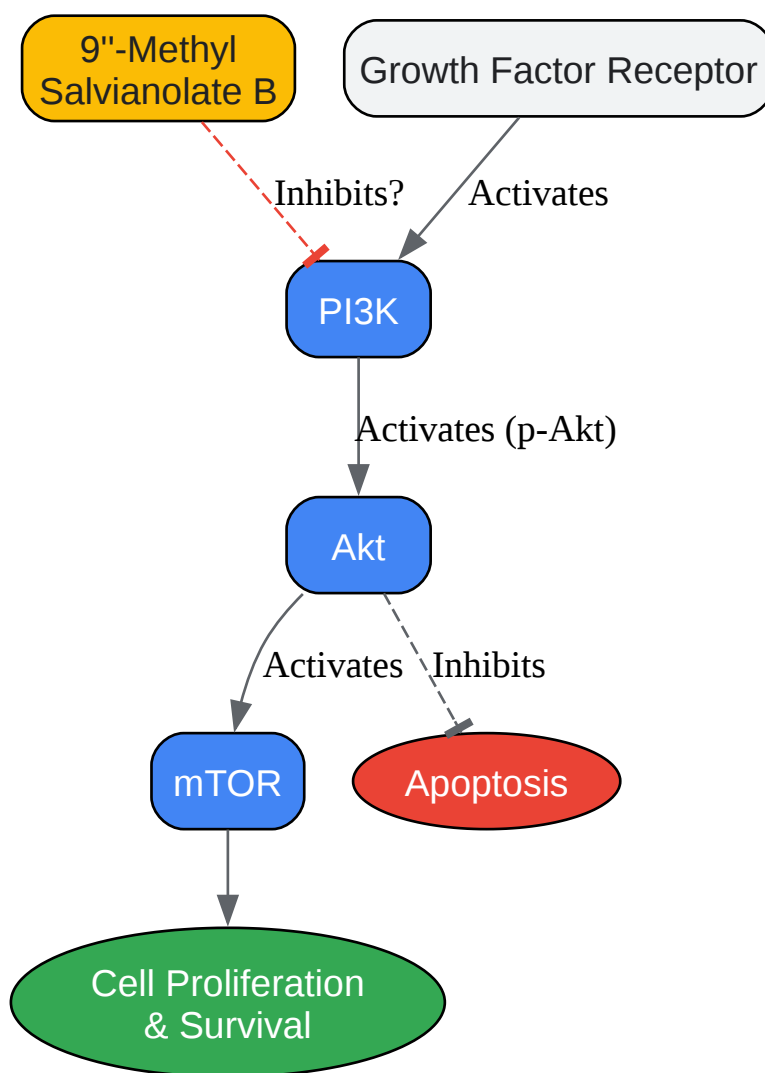 9''-Methyl
Salvianolate B
Growth Factor Receptor
Inhibits?
Activates
PI3K
Activates (p-Akt)
Akt
Activates
Inhibits
mTOR
Apoptosis
Cell Proliferation
& Survival